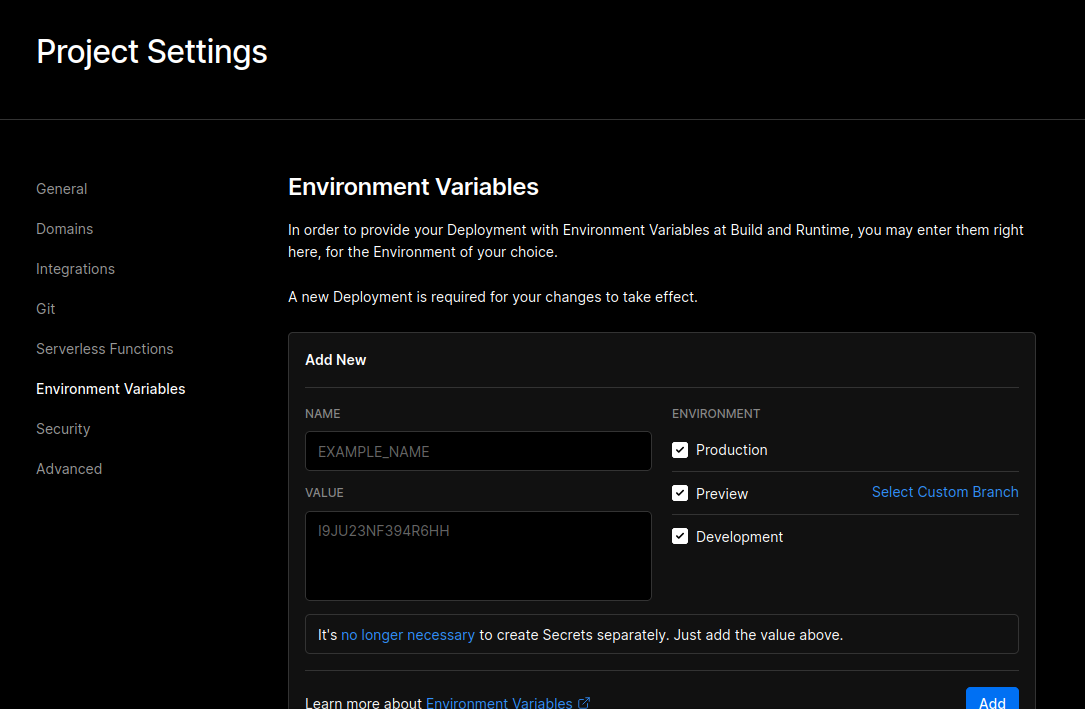 Project Settings
General
Domains
Integrations
Git
Serverless Functions
Environment Variables
Security
Advanced
Environment Variables
In order to provide your Deployment with Environment Variables at Build and Runtime, you may enter them right
here, for the Environment of your choice.
A new Deployment is required for your changes to take effect.
Add New
NAME
EXAMPLE_NAME
VALUE
I9JU23NF394R6HH
ENVIRONMENT
Production
Preview
Select Custom Branch
Development
It's no longer necessary to create Secrets separately. Just add the value above.
Learn more about Environment Variables
Add